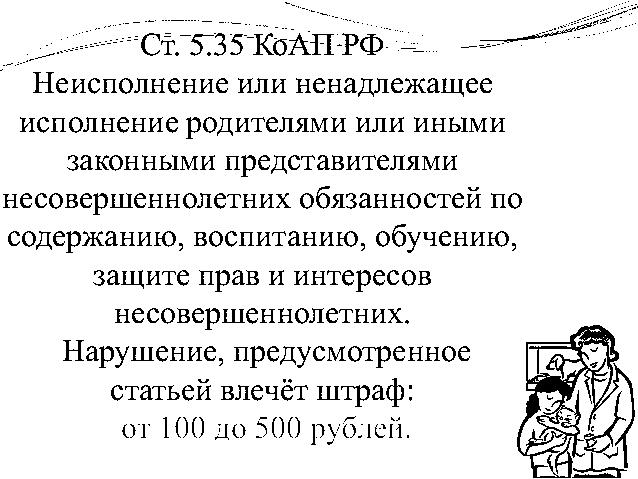 Ст. 5.35 КоАП РФ
Неисполнение или ненадлежащее
исполнение родителями или иными
законными представителями
несовершеннолетних обязанностей по
содержанию, воспитанию, обучению,
защите прав и интересов
несовершеннолетних.
Нарушение, предусмотренное
статьей влечёт штраф:
от 100 до 500 рублей.